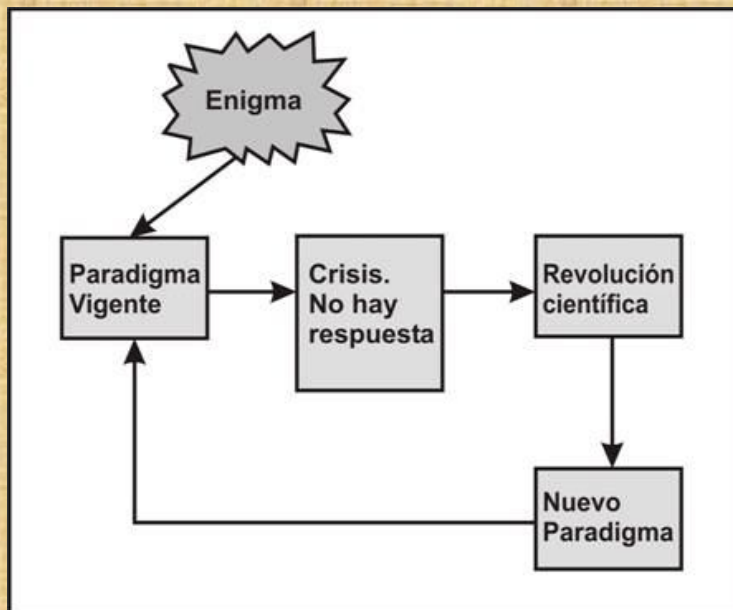 Enigma
Paradigma
Vigente
Crisis.
No hay
respuesta
Revolución
científica
Nuevo
Paradigma